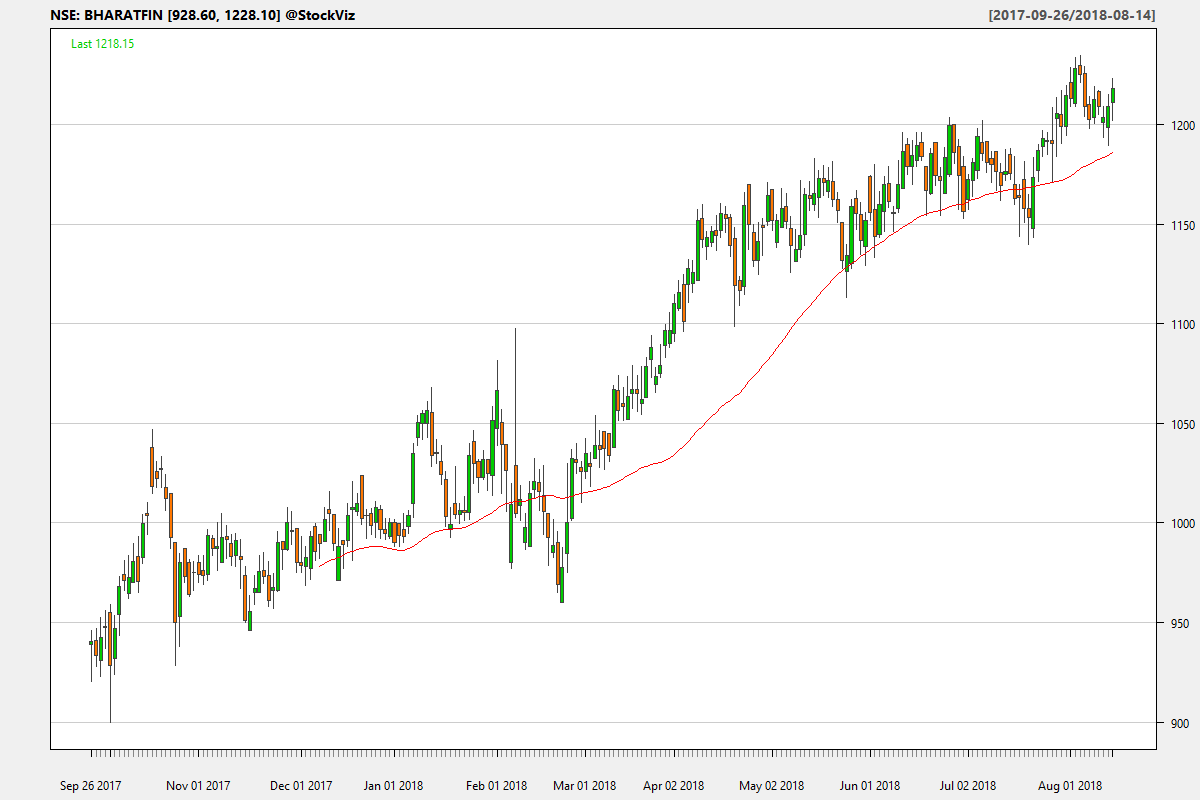 NSE: BHARATFIN [928.60, 1228.10] @StockViz
[2017-09-26/2018-08-14]
Last 1218.15
1200
1150
1100
1050
1000
950
900
Sep 26 2017
Nov 01 2017
Dec 01 2017
Jan 01 2018
Feb 01 2018
Mar 01 2018
Apr 02 2018
May 02 2018
Jun 01 2018
Jul 02 2018
Aug 01 2018